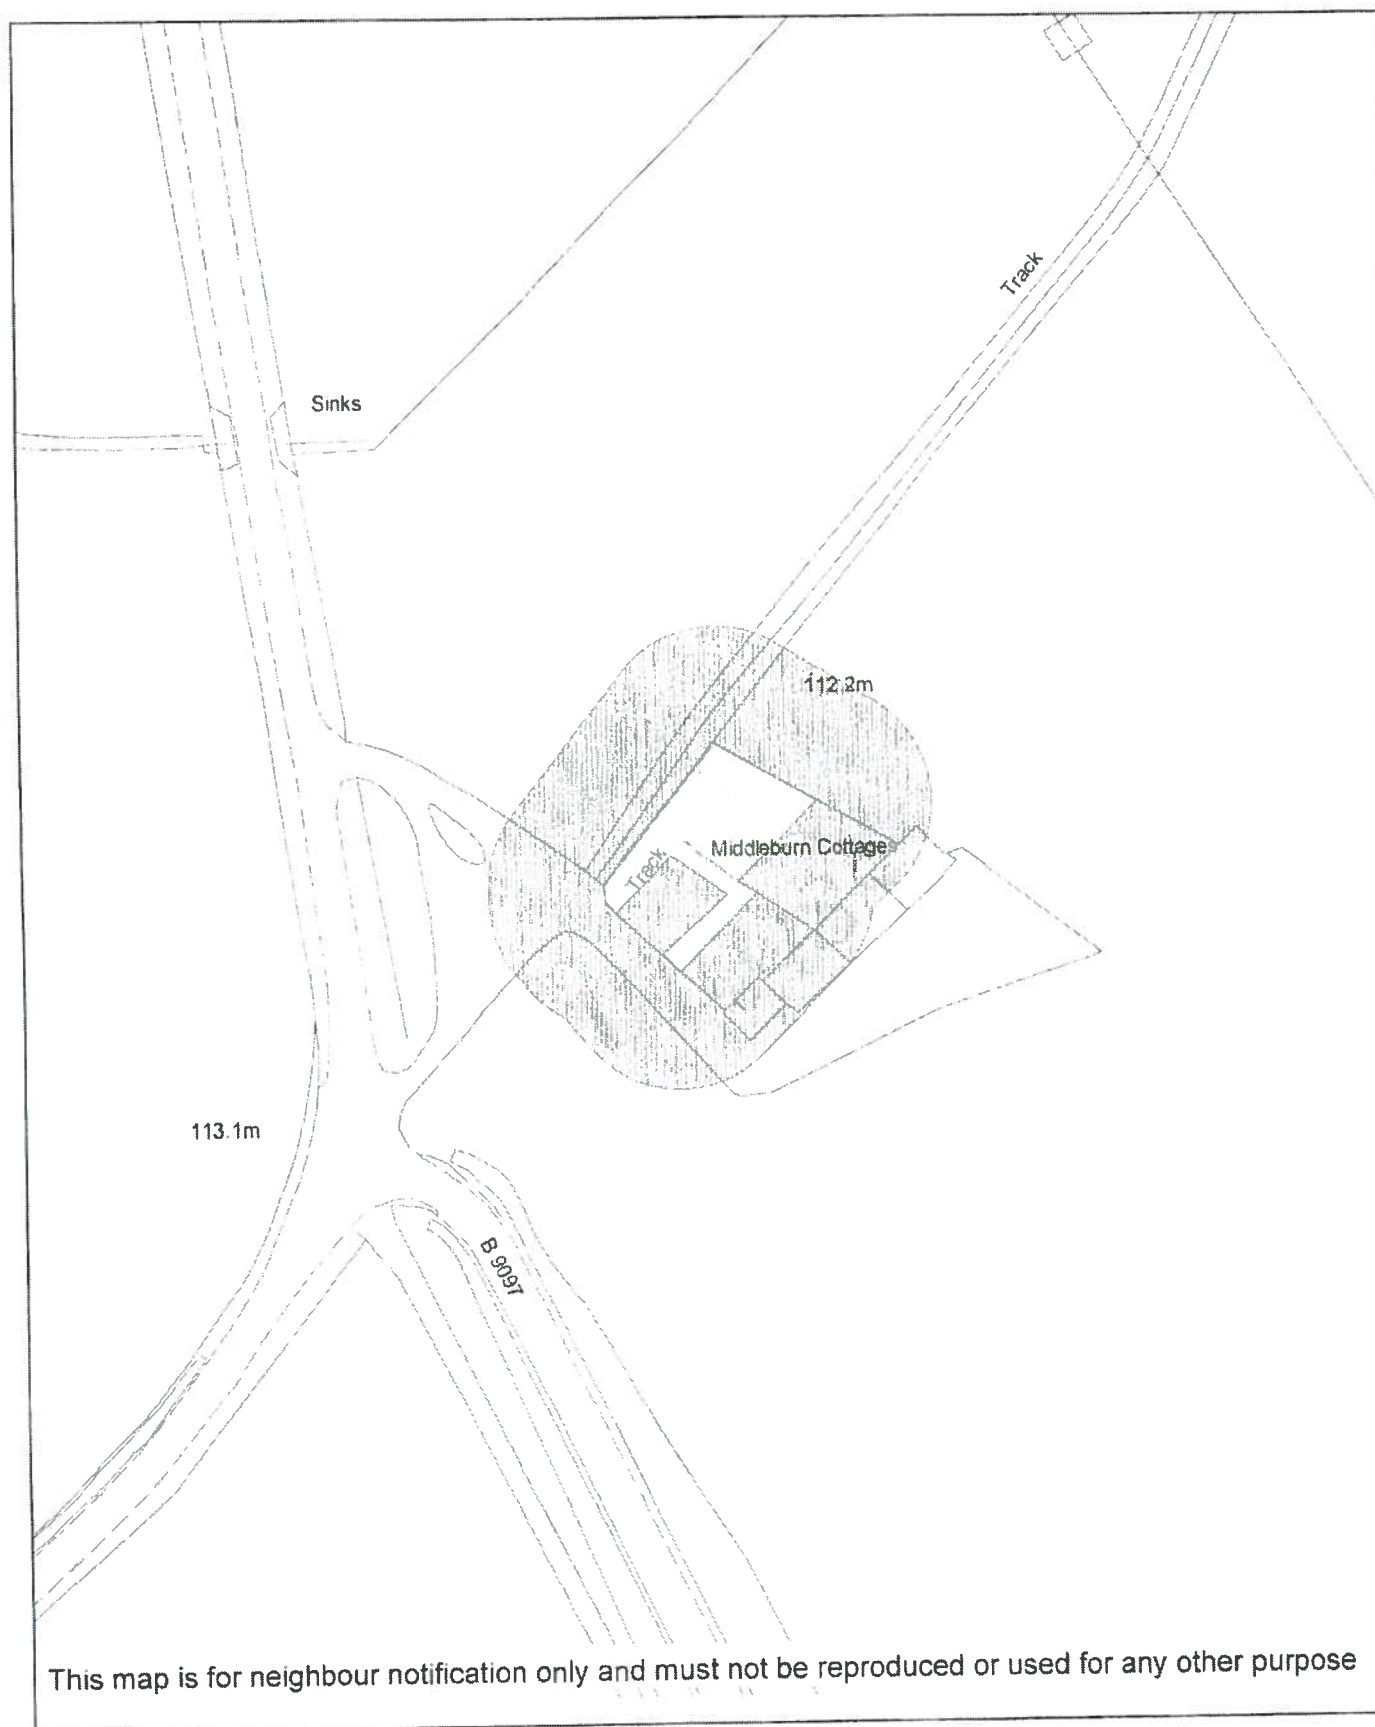 Track
Sinks
112.2m
Middleburn Cottages
Track
113.1m
B 9097
This map is for neighbour notification only and must not be reproduced or used for any other purpose